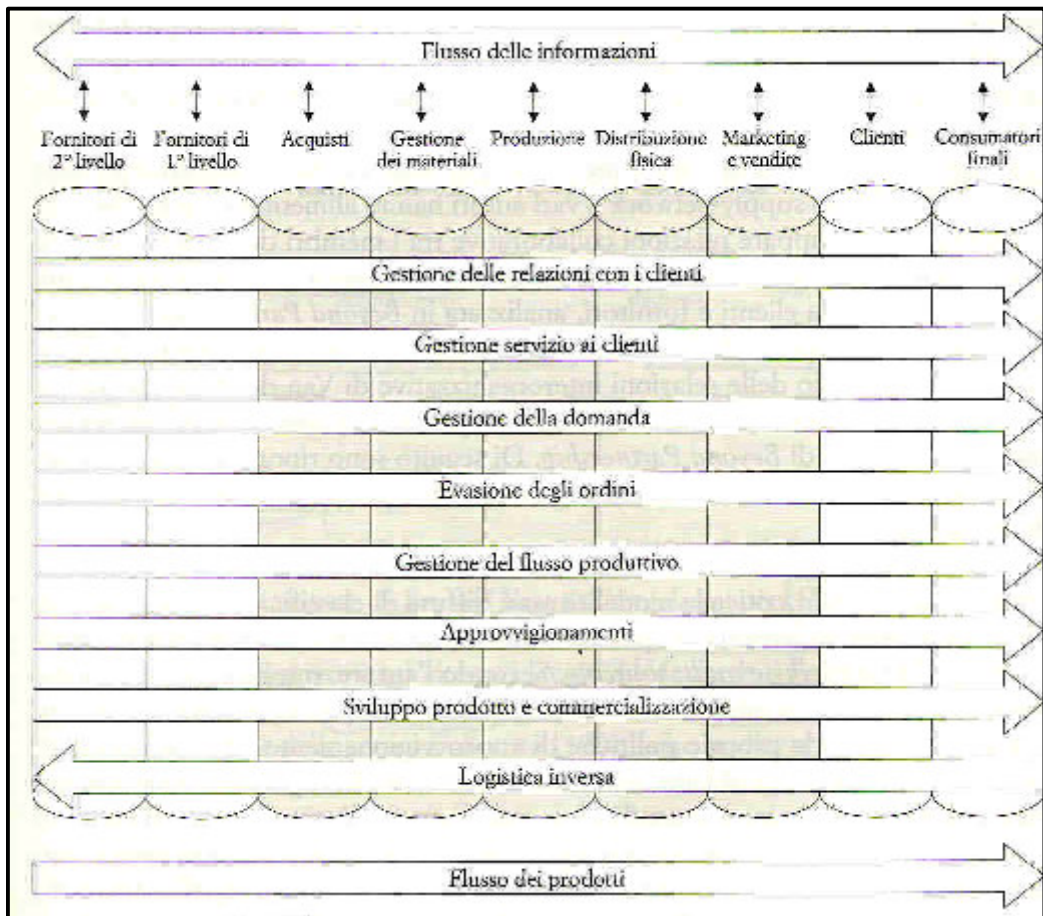 Flusso delle informazioni
Fornitori di 2° livello
Fornitori di 1° livello
Acquisti
Gestione dei materiali
Produzione
Distribuzione fisica
Marketing e vendite
Clienti
Consumatori finali
Gestione delle relazioni con i clienti
Gestione servizio ai clienti
Gestione della domanda
Evasione degli ordini
Gestione del flusso produttivo
Approvvigionamenti
Sviluppo prodotto e commercializzazione
Logistica inversa
Flusso dei prodotti